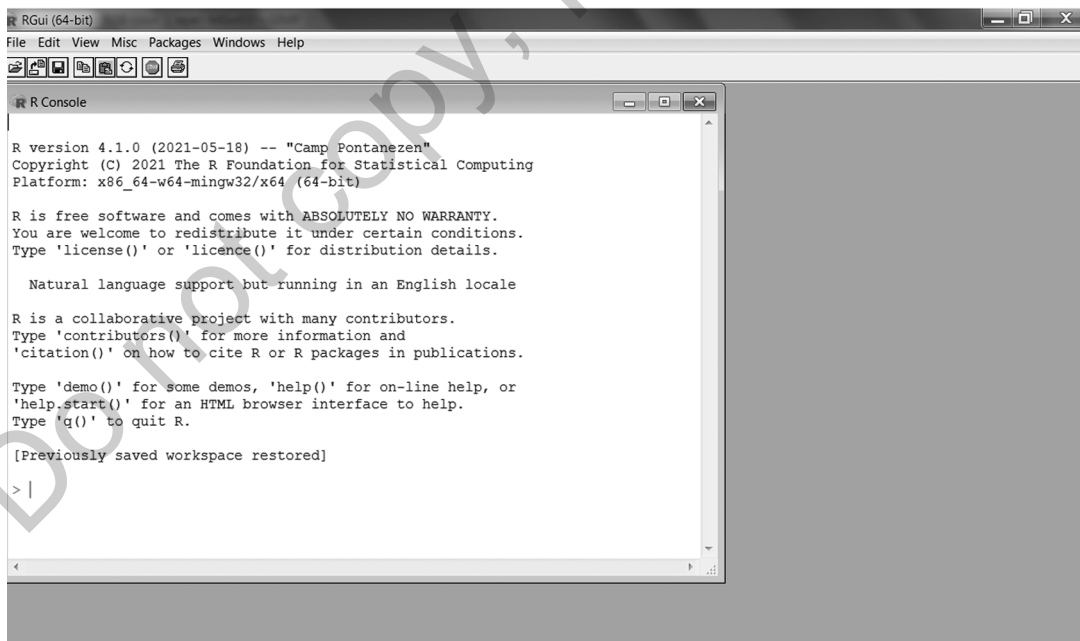 RGui (64-bit)
File Edit View Misc Packages Windows Help
R Console
R version 4.1.0 (2021-05-18) -- "Camp Pontanezen"
Copyright (C) 2021 The R Foundation for Statistical Computing
Platform: x86_64-w64-mingw32/x64 (64-bit)
R is free software and comes with ABSOLUTELY NO WARRANTY.
You are welcome to redistribute it under certain conditions.
Type 'license()' or 'licence()' for distribution details.
Natural language support but running in an English locale
R is a collaborative project with many contributors.
Type 'contributors()' for more information and
'citation()' on how to cite R or R packages in publications.
Type 'demo()' for some demos, 'help()' for on-line help, or
'help.start()' for an HTML browser interface to help.
Type 'q()' to quit R.
[Previously saved workspace restored]
>
Do not copy,